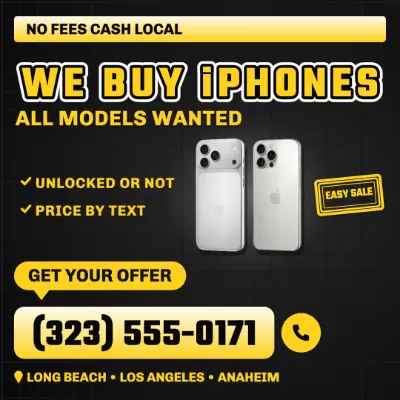 NO FEES CASH LOCAL
WE BUY iPHONES
ALL MODELS WANTED
UNLOCKED OR NOT
PRICE BY TEXT
EASY SALE
GET YOUR OFFER
(323) 555-0171
LONG BEACH • LOS ANGELES • ANAHEIM